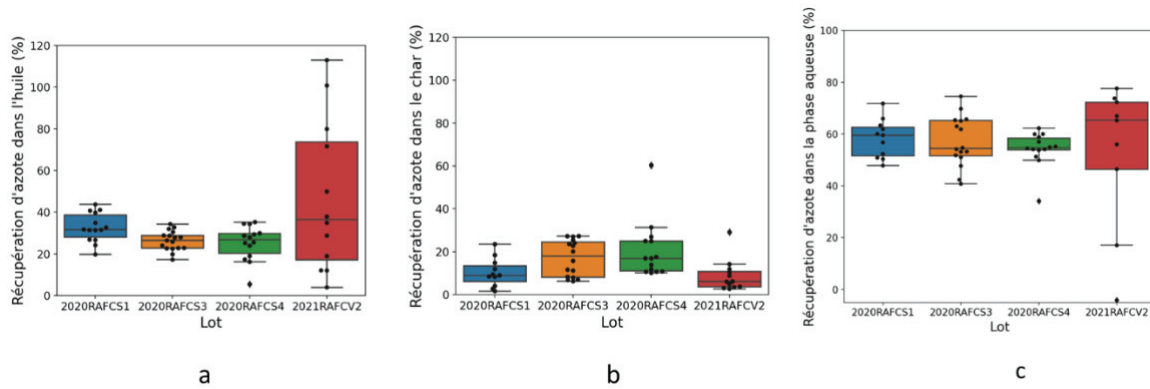 Récupération d'azote dans l'huile (%)
120
100
80
60
40
20
0
2020RAFCS1 2020RAFCS3 2020RAFCS4 2021RAFCV2
Lot
a
Récupération d'azote dans le char (%)
120
100
80
60
40
20
0
2020RAFCS1 2020RAFCS3 2020RAFCS4 2021RAFCV2
Lot
b
Récupération d'azote dans la phase aqueuse (%)
100
80
60
40
20
0
2020RAFCS1 2020RAFCS3 2020RAFCS4 2021RAFCV2
Lot
c